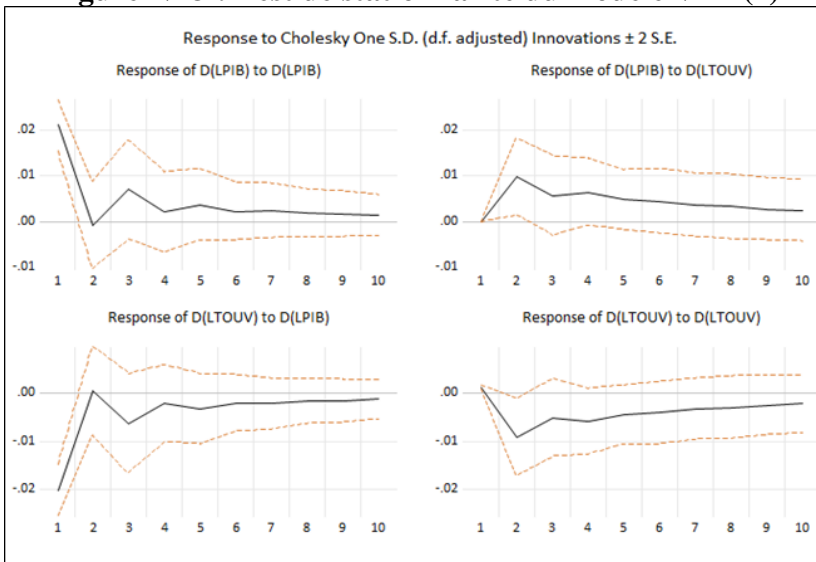 Response to Cholesky One S.D. (d.f. adjusted) Innovations ± 2 S.E.
Response of D(LPIB) to D(LPIB)
.02
.01
.00
-.01
1 2 3 4 5 6 7 8 9 10
Response of D(LPIB) to D(LTOUV)
.02
.01
.00
-.01
1 2 3 4 5 6 7 8 9 10
Response of D(LTOUV) to D(LPIB)
.00
-.01
-.02
1 2 3 4 5 6 7 8 9 10
Response of D(LTOUV) to D(LTOUV)
.00
-.01
-.02
1 2 3 4 5 6 7 8 9 10